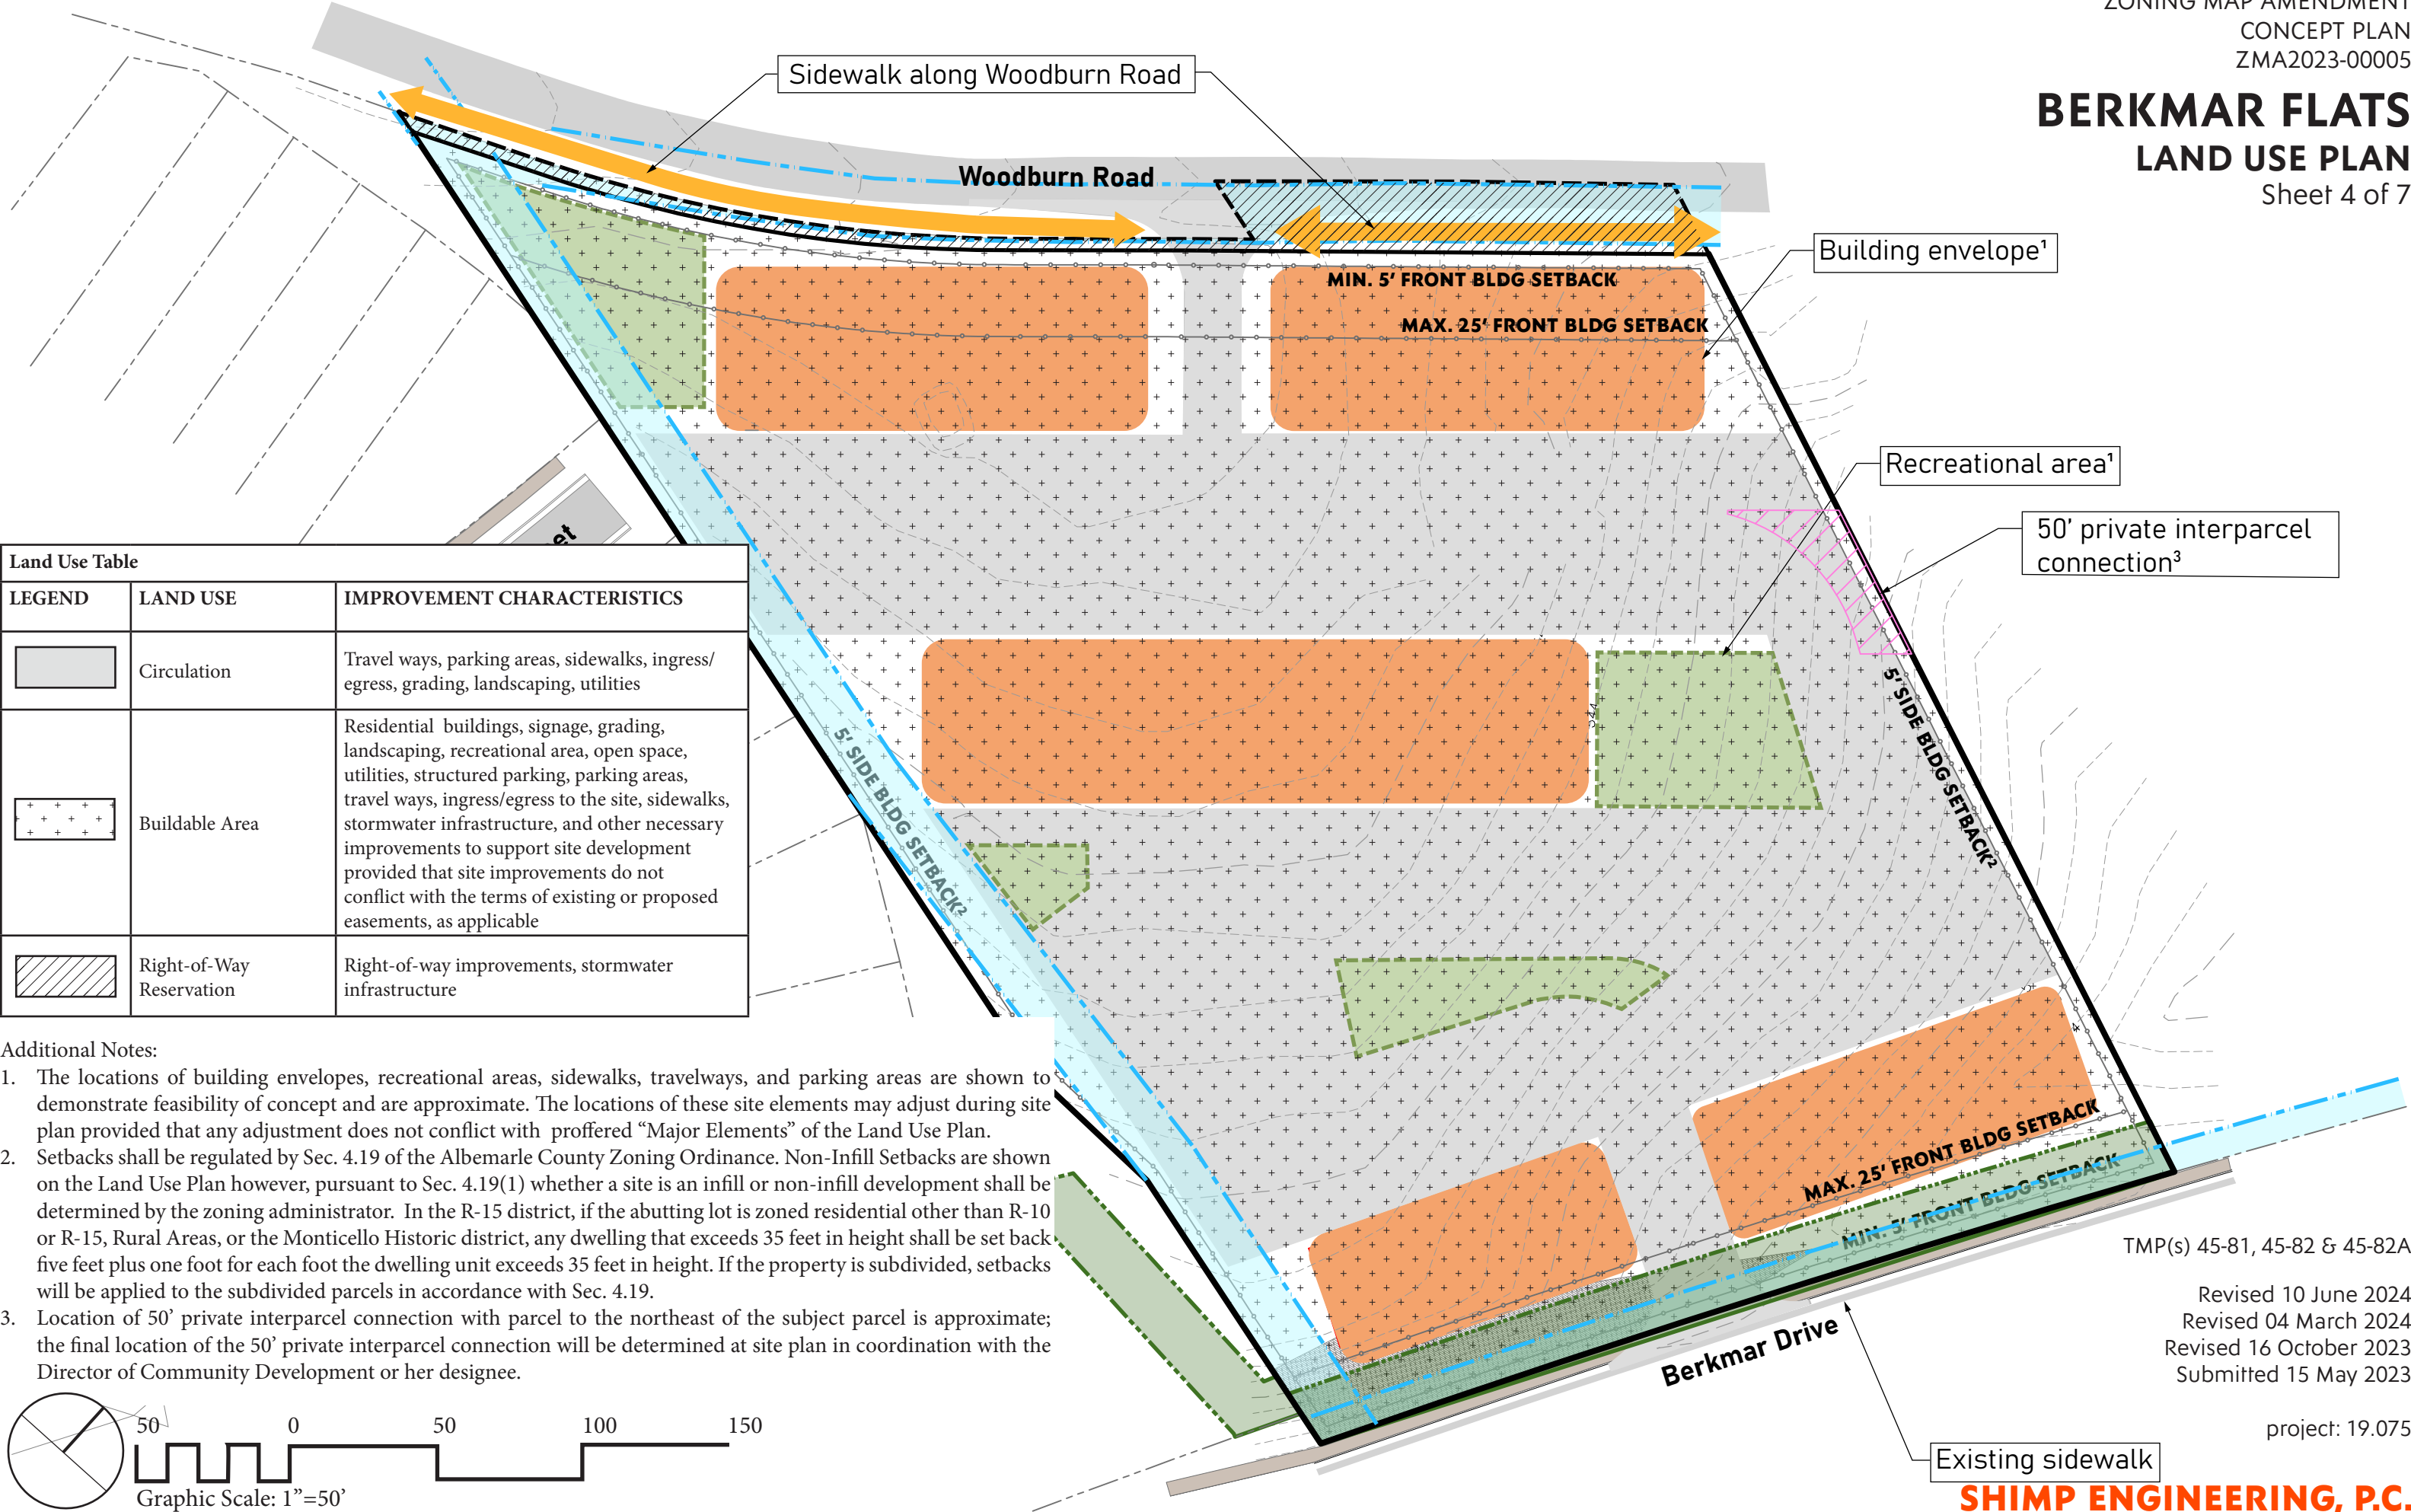 ZONING MAP AMENDMENT
CONCEPT PLAN
ZMA2023-00005
BERKMAR FLATS
LAND USE PLAN
Sheet 4 of 7
Sidewalk along Woodburn Road
Woodburn Road
Building envelope¹
MIN. 5' FRONT BLDG SETBACK
MAX. 25' FRONT BLDG SETBACK
Recreational area¹
50' private interparcel
connection³
5' SIDE BLDG SETBACK²
544
5' SIDE BLDG SETBACK²
et
Land Use Table
LEGEND LAND USE IMPROVEMENT CHARACTERISTICS
Circulation
Travel ways, parking areas, sidewalks, ingress/
egress, grading, landscaping, utilities
Buildable Area
Residential buildings, signage, grading,
landscaping, recreational area, open space,
utilities, structured parking, parking areas,
travel ways, ingress/egress to the site, sidewalks,
stormwater infrastructure, and other necessary
improvements to support site development
provided that site improvements do not
conflict with the terms of existing or proposed
easements, as applicable
Right-of-Way
Reservation
Right-of-way improvements, stormwater
infrastructure
Additional Notes:
1. The locations of building envelopes, recreational areas, sidewalks, travelways, and parking areas are shown to
demonstrate feasibility of concept and are approximate. The locations of these site elements may adjust during site
plan provided that any adjustment does not conflict with proffered “Major Elements” of the Land Use Plan.
2. Setbacks shall be regulated by Sec. 4.19 of the Albemarle County Zoning Ordinance. Non-Infill Setbacks are shown
on the Land Use Plan however, pursuant to Sec. 4.19(1) whether a site is an infill or non-infill development shall be
determined by the zoning administrator. In the R-15 district, if the abutting lot is zoned residential other than R-10
or R-15, Rural Areas, or the Monticello Historic district, any dwelling that exceeds 35 feet in height shall be set back
five feet plus one foot for each foot the dwelling unit exceeds 35 feet in height. If the property is subdivided, setbacks
will be applied to the subdivided parcels in accordance with Sec. 4.19.
3. Location of 50’ private interparcel connection with parcel to the northeast of the subject parcel is approximate;
the final location of the 50’ private interparcel connection will be determined at site plan in coordination with the
Director of Community Development or her designee.
50 0 50 100 150
Graphic Scale: 1”=50’
MAX. 25' FRONT BLDG SETBACK
MIN. 5' FRONT BLDG SETBACK
Berkmar Drive
Existing sidewalk
TMP(s) 45-81, 45-82 & 45-82A
Revised 10 June 2024
Revised 04 March 2024
Revised 16 October 2023
Submitted 15 May 2023
project: 19.075
SHIMP ENGINEERING, P.C.